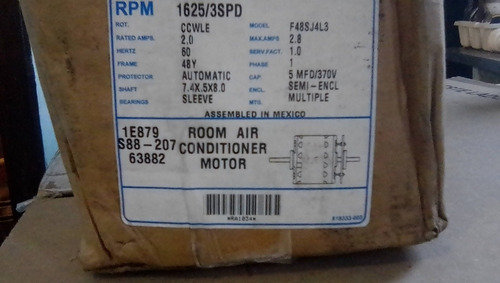 RPM 1625/3SPD
ROT. CCWLE MODEL F48SJ4L3
RATED AMPS. 2.0 MAX.AMPS 2.8
HERTZ 60 SERV.FACT. 1.0
FRAME 48Y PHASE 1
PROTECTOR AUTOMATIC CAP. 5 MFD/370V
SHAFT 7.4X.5X8.0 ENCL. SEMI-ENCL
BEARINGS SLEEVE MTG. MULTIPLE
ASSEMBLED IN MEXICO
1E879 ROOM AIR
S88-207 CONDITIONER
63882 MOTOR
*RA1834*